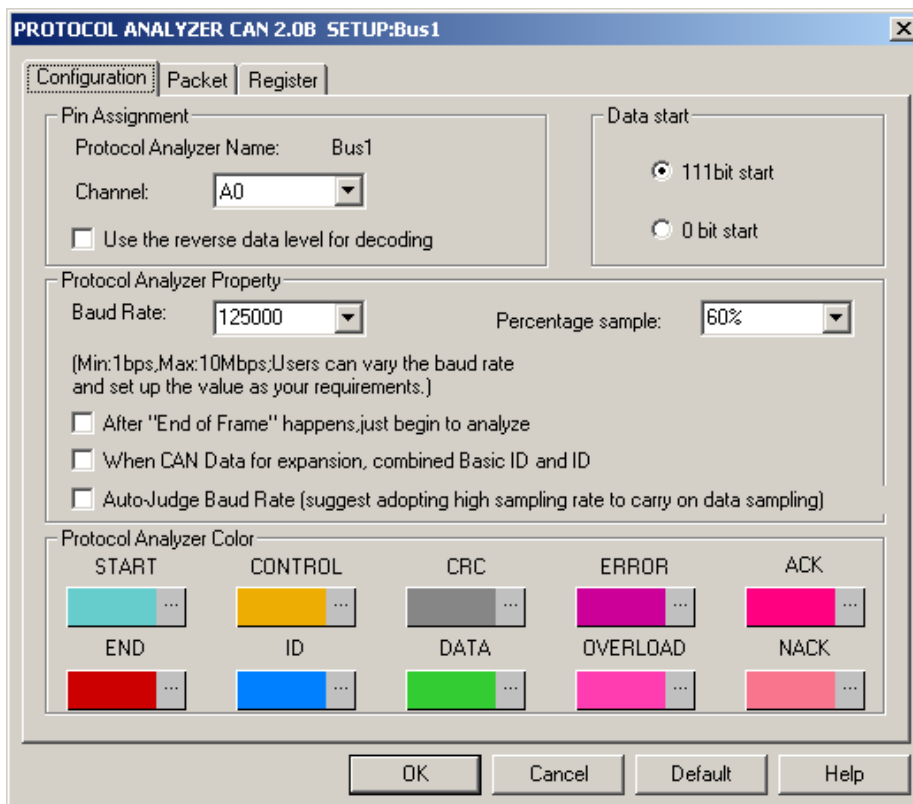 PROTOCOL ANALYZER CAN 2.0B SETUP:Bus1
Configuration Packet Register
Pin Assignment
Protocol Analyzer Name: Bus1
Channel: A0
Use the reverse data level for decoding
Data start
111bit start
0 bit start
Protocol Analyzer Property
Baud Rate: 125000 Percentage sample: 60%
(Min:1bps,Max:10Mbps;Users can vary the baud rate
and set up the value as your requirements.)
After "End of Frame" happens,just begin to analyze
When CAN Data for expansion, combined Basic ID and ID
Auto-Judge Baud Rate (suggest adopting high sampling rate to carry on data sampling)
Protocol Analyzer Color
START CONTROL CRC ERROR ACK
... ... ... ... ...
END ID DATA OVERLOAD NACK
... ... ... ... ...
OK Cancel Default Help